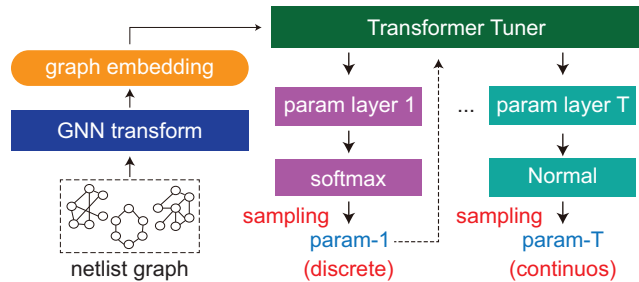 Transformer Tuner
graph embedding
GNN transform
netlist graph
param layer 1
softmax
sampling
param-1
(discrete)
...
param layer T
Normal
sampling
param-T
(continuos)